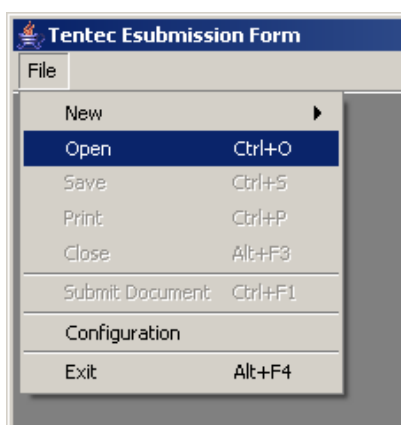 Tentec Esubmission Form
File
New
Open Ctrl+O
Save Ctrl+S
Print Ctrl+P
Close Alt+F3
Submit Document Ctrl+F1
Configuration
Exit Alt+F4